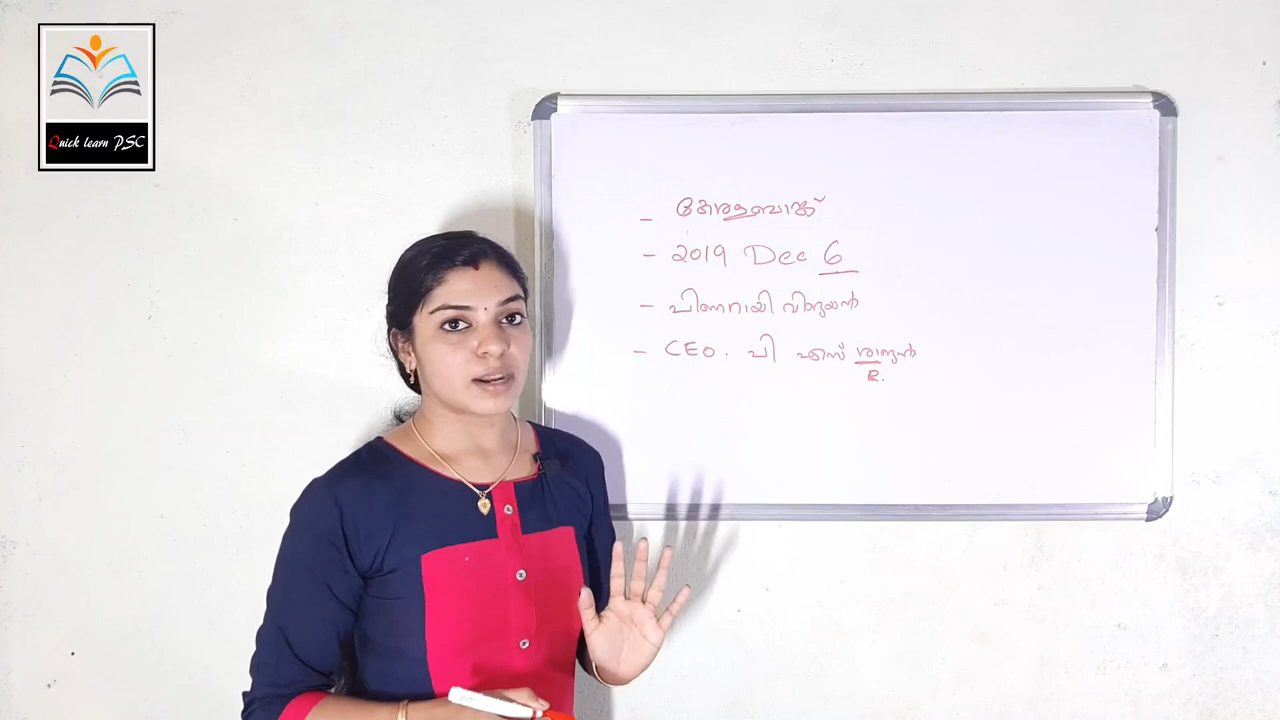 Quick learn PSC
- കേരളബാങ്ക്
- 2019 Dec 6
- പിണറായി വിജയൻ
- CEO. പി എസ് രാജൻ
R.